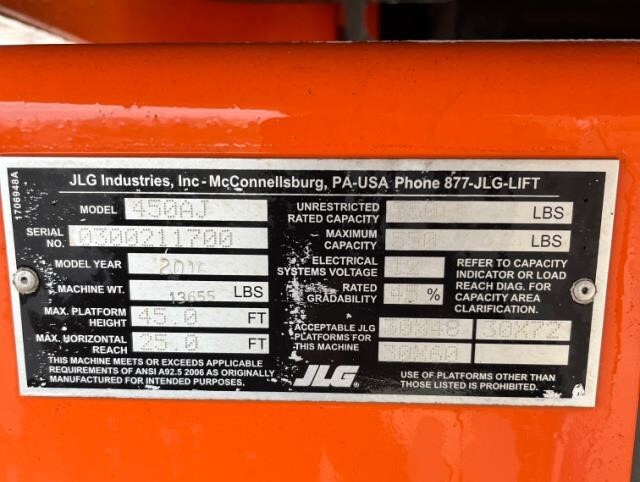 1706948A
JLG Industries, Inc - McConnellsburg, PA-USA Phone 877-JLG-LIFT
MODEL 450AJ
SERIAL NO. 0300211700
MODEL YEAR
MACHINE WT. 13655 LBS
MAX. PLATFORM HEIGHT 45.0 FT
MAX. HORIZONTAL REACH 25.0 FT
THIS MACHINE MEETS OR EXCEEDS APPLICABLE
REQUIREMENTS OF ANSI A92.5 2006 AS ORIGINALLY
MANUFACTURED FOR INTENDED PURPOSES.
UNRESTRICTED RATED CAPACITY LBS
MAXIMUM CAPACITY LBS
ELECTRICAL SYSTEMS VOLTAGE 12
RATED GRADABILITY 45 %
REFER TO CAPACITY
INDICATOR OR LOAD
REACH DIAG. FOR
CAPACITY AREA
CLARIFICATION.
ACCEPTABLE JLG
PLATFORMS FOR
THIS MACHINE
30X72
30X60
JLG®
USE OF PLATFORMS OTHER THAN
THOSE LISTED IS PROHIBITED.